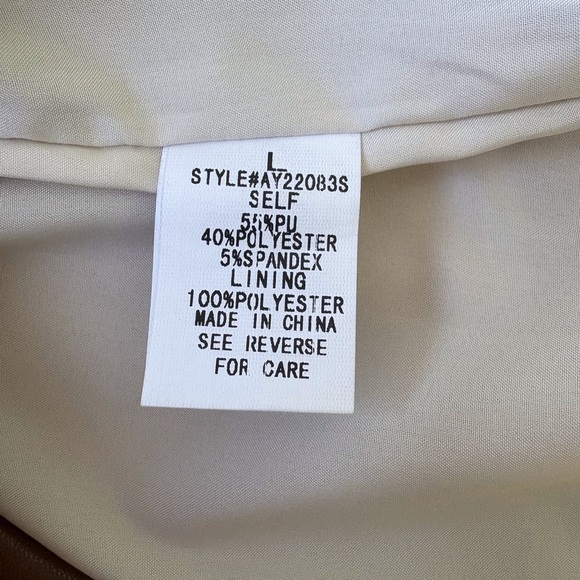 L
STYLE#AY22083S
SELF
55%PU
40%POLYESTER
5%SPANDEX
LINING
100%POLYESTER
MADE IN CHINA
SEE REVERSE
FOR CARE